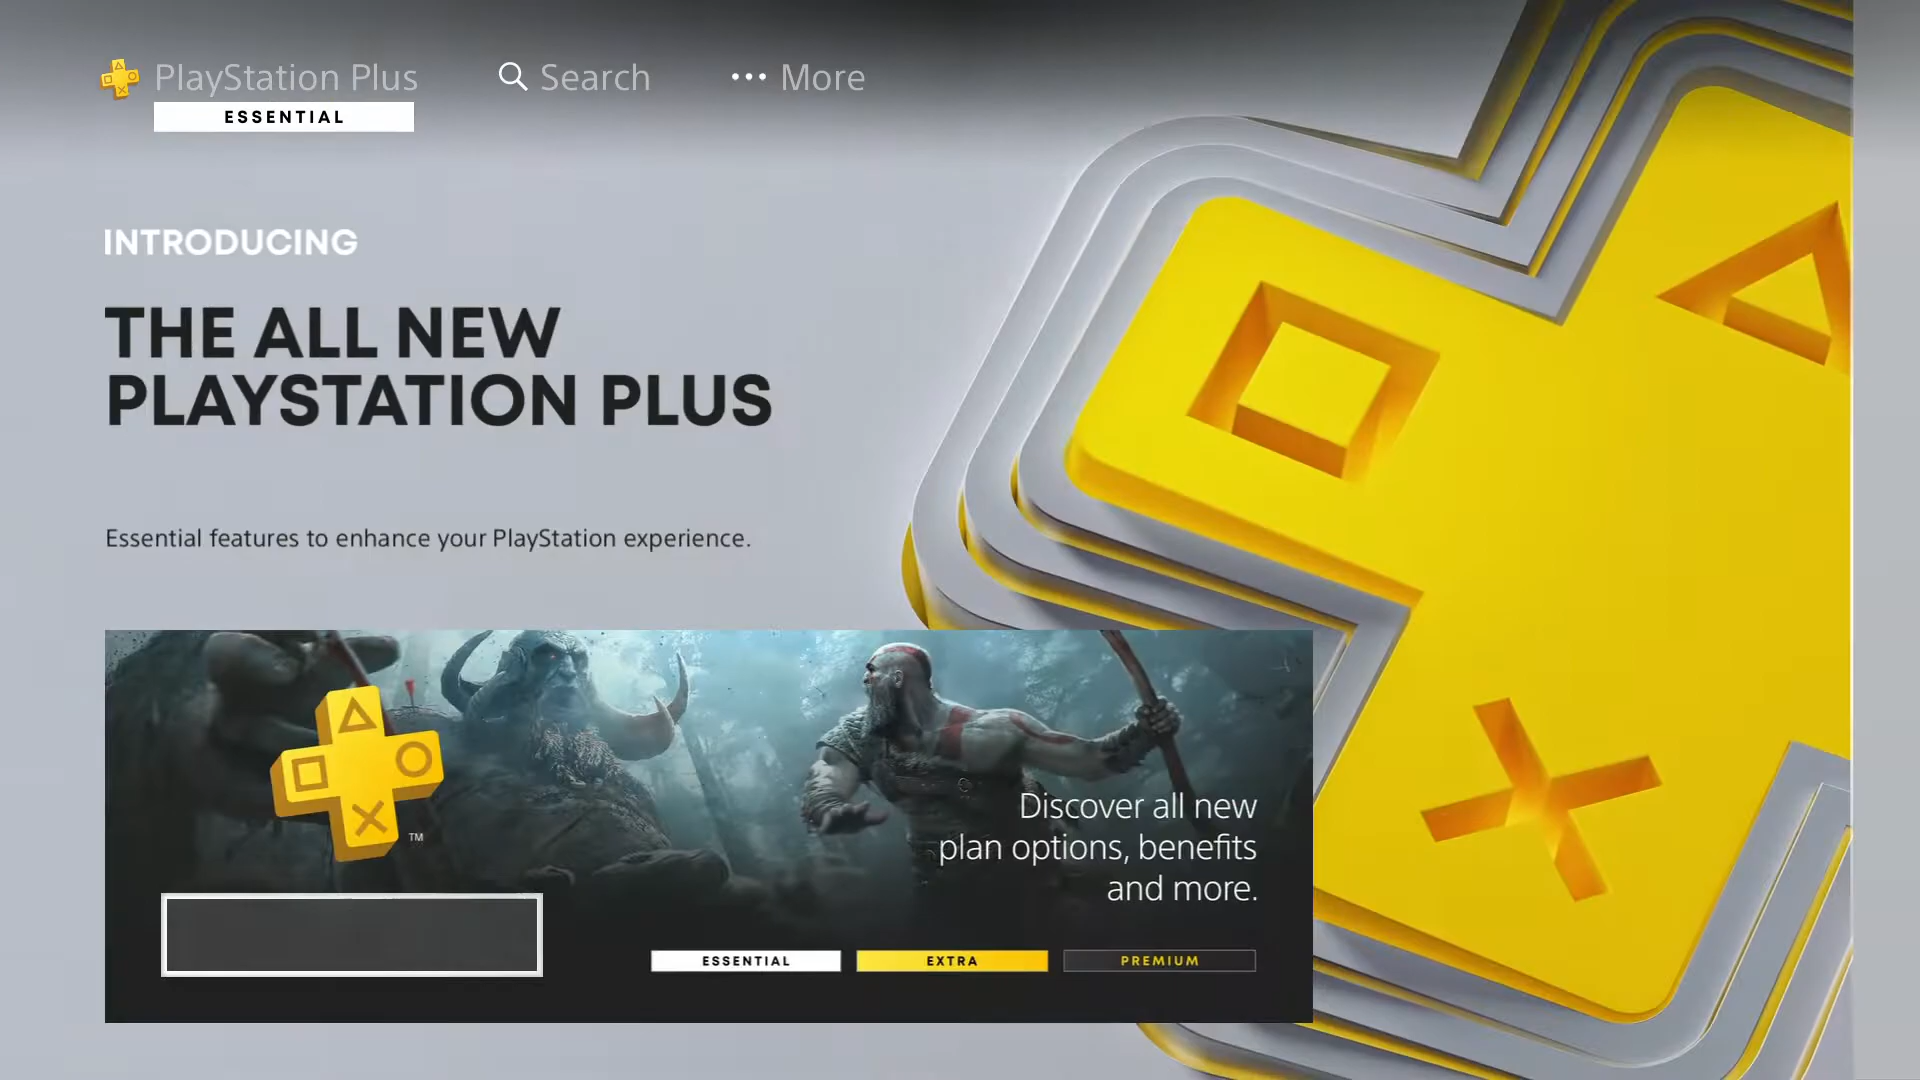 PlayStation Plus
ESSENTIAL
Search
More
INTRODUCING
THE ALL NEW
PLAYSTATION PLUS
Essential features to enhance your PlayStation experience.
TM
Discover all new
plan options, benefits
and more.
ESSENTIAL
EXTRA
PREMIUM